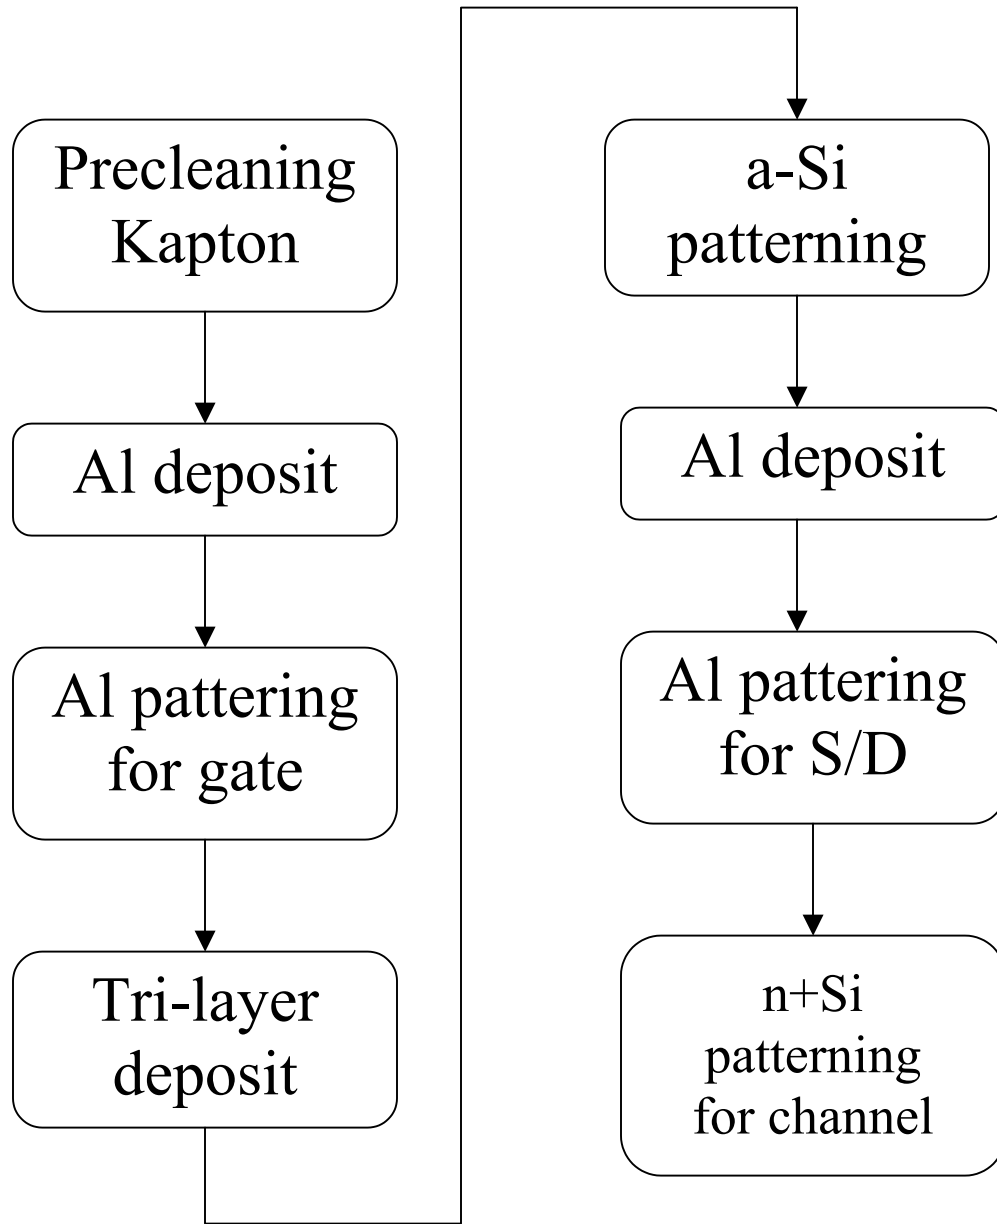 Precleaning
Kapton
Al deposit
Al pattering
for gate
Tri-layer
deposit
a-Si
patterning
Al deposit
Al pattering
for S/D
n+Si
patterning
for channel